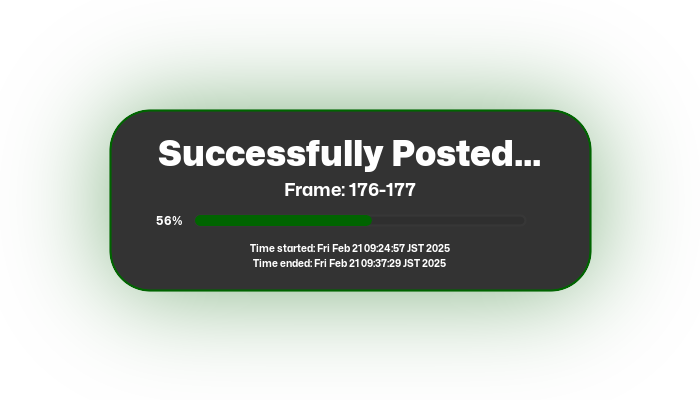 Successfully Posted...
Frame: 176-177
56%
Time started: Fri Feb 21 09:24:57 JST 2025
Time ended: Fri Feb 21 09:37:29 JST 2025